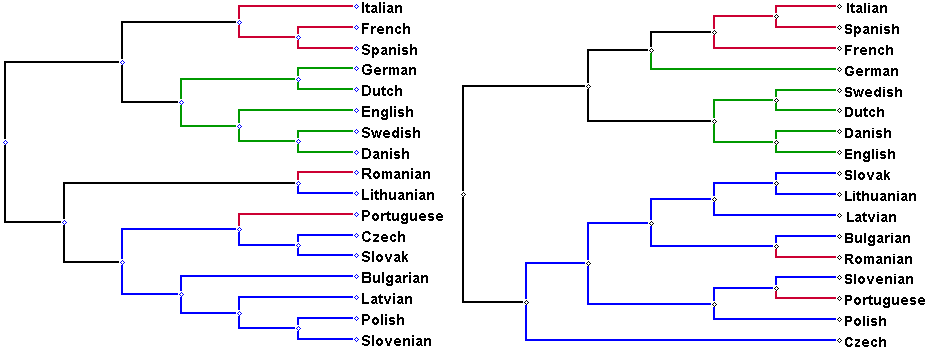 Italian
French
Spanish
German
Dutch
English
Swedish
Danish
Romanian
Lithuanian
Portuguese
Czech
Slovak
Bulgarian
Latvian
Polish
Slovenian
Italian
Spanish
French
German
Swedish
Dutch
Danish
English
Slovak
Lithuanian
Latvian
Bulgarian
Romanian
Slovenian
Portuguese
Polish
Czech